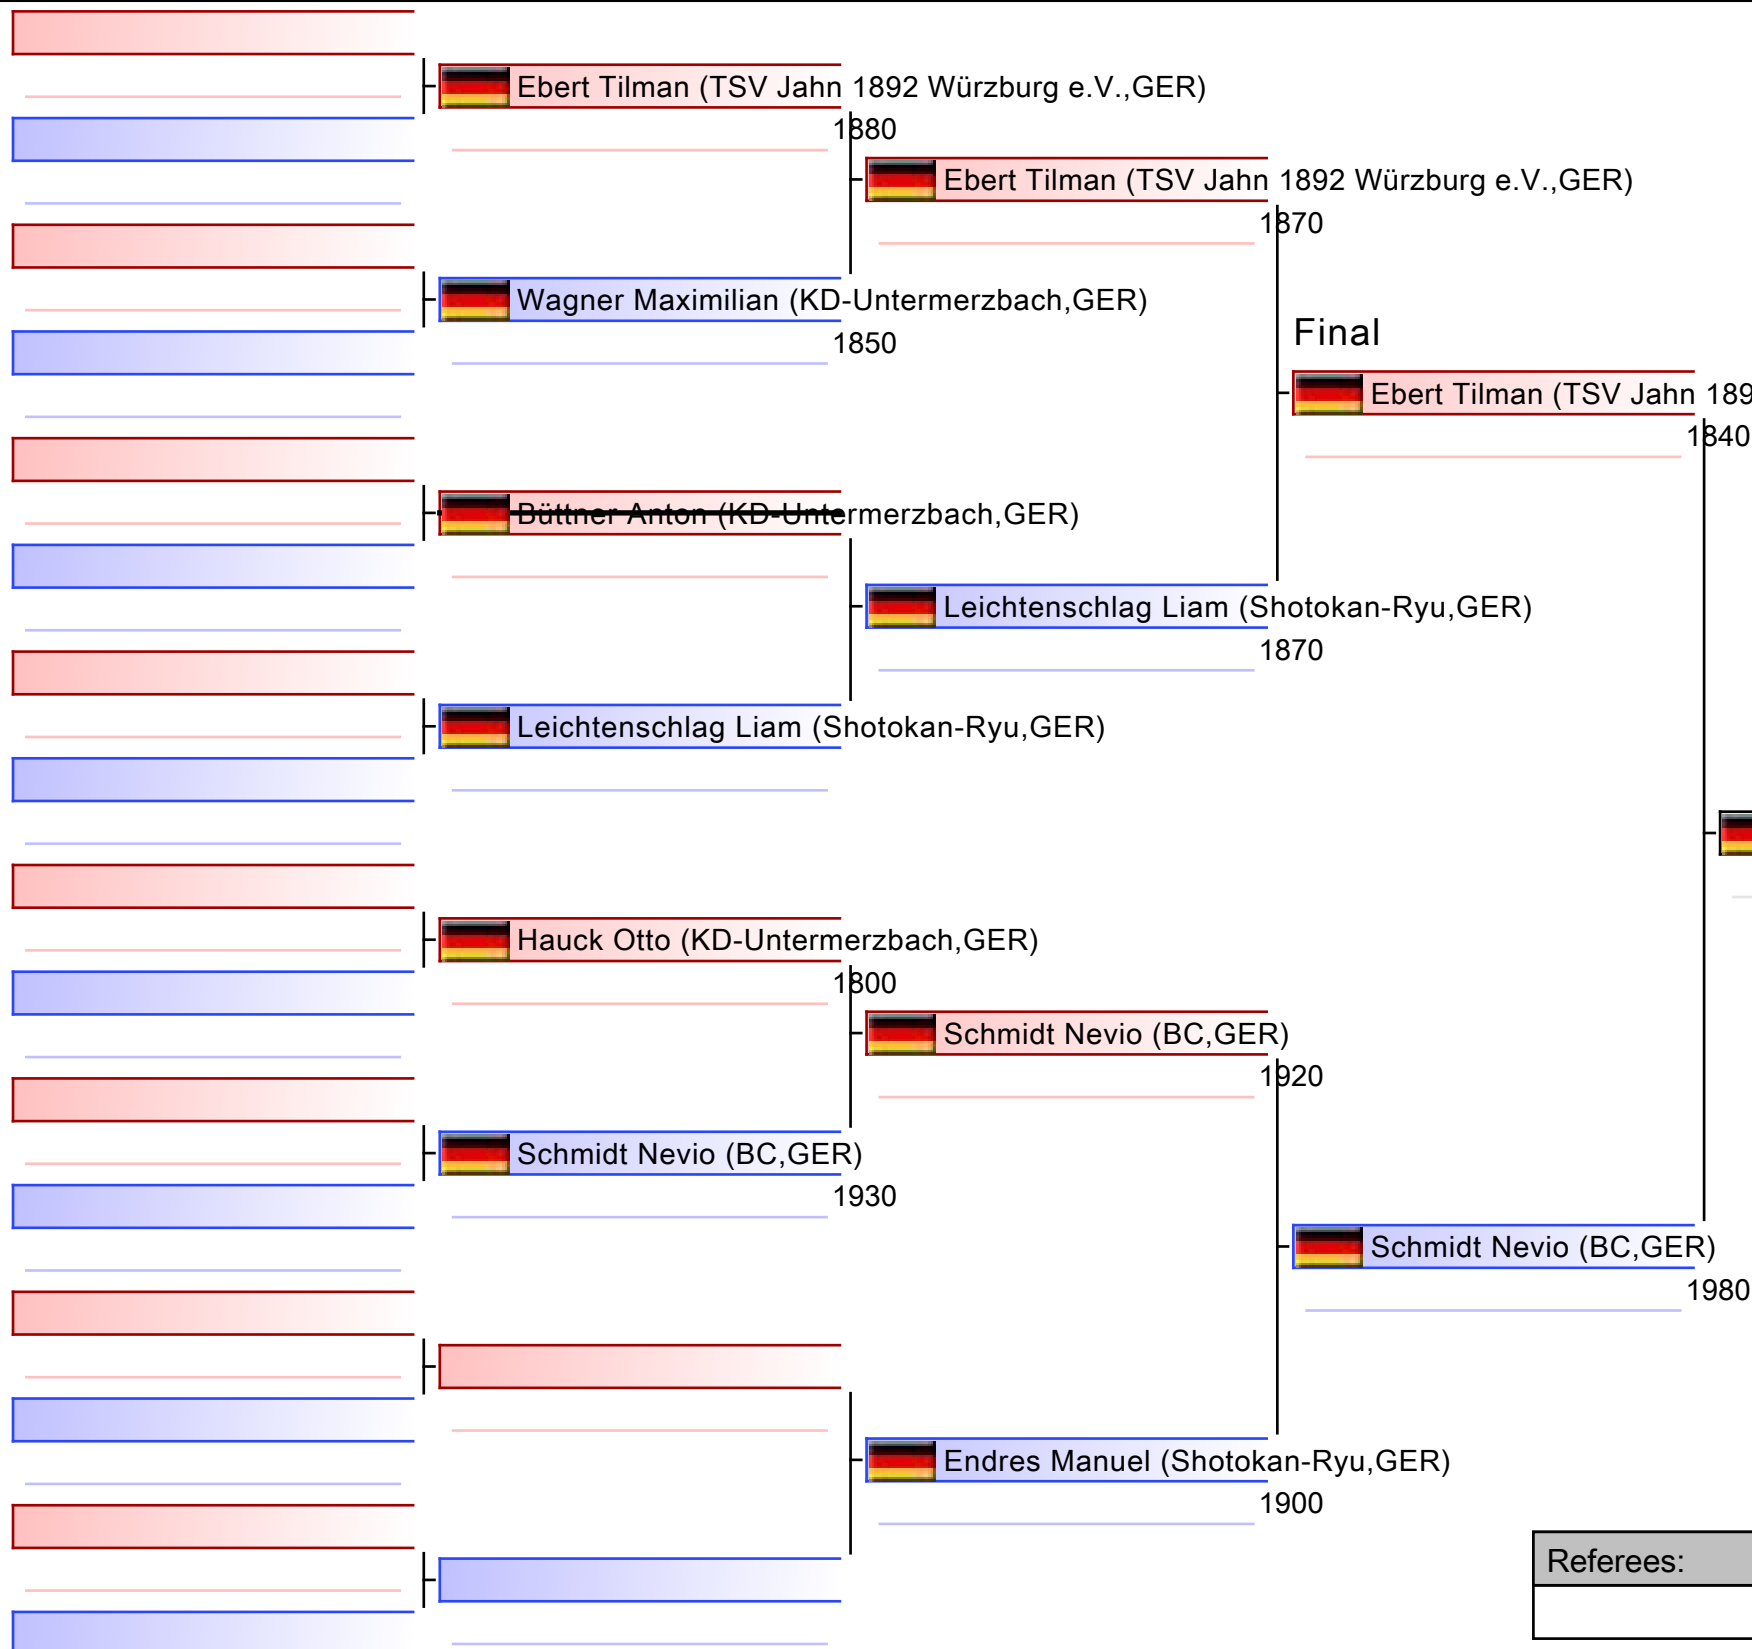 Ebert Tilman (TSV Jahn 1892 Würzburg e.V.,GER)
1880
Ebert Tilman (TSV Jahn 1892 Würzburg e.V.,GER)
1870
Wagner Maximilian (KD-Untermerzbach,GER)
1850
Final
Ebert Tilman (TSV Jahn 189
1840
Büttner Anton (KD-Untermerzbach,GER)
Leichtenschlag Liam (Shotokan-Ryu,GER)
1870
Leichtenschlag Liam (Shotokan-Ryu,GER)
Hauck Otto (KD-Untermerzbach,GER)
1800
Schmidt Nevio (BC,GER)
1920
Schmidt Nevio (BC,GER)
1930
Schmidt Nevio (BC,GER)
1980
Endres Manuel (Shotokan-Ryu,GER)
1900
Referees: